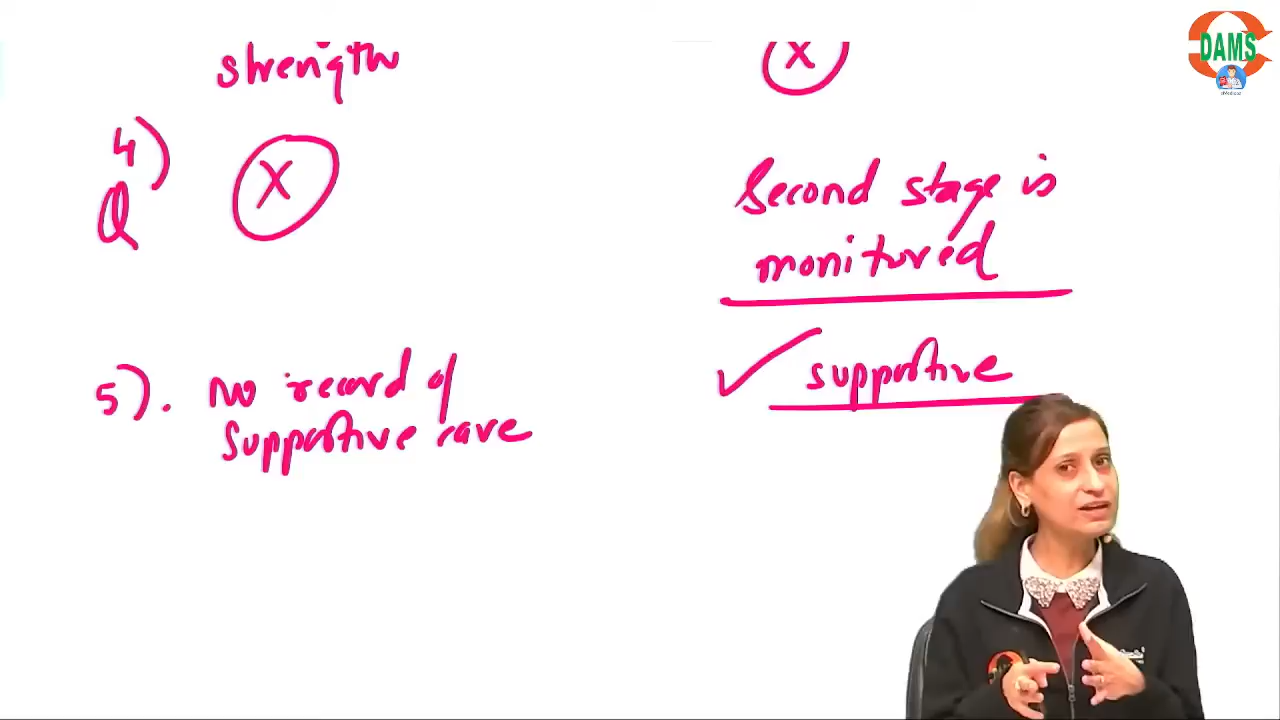 DAMS
strength
X
4)
Q
X
Second stage is
monitored
supportive
5). No record of
supportive care